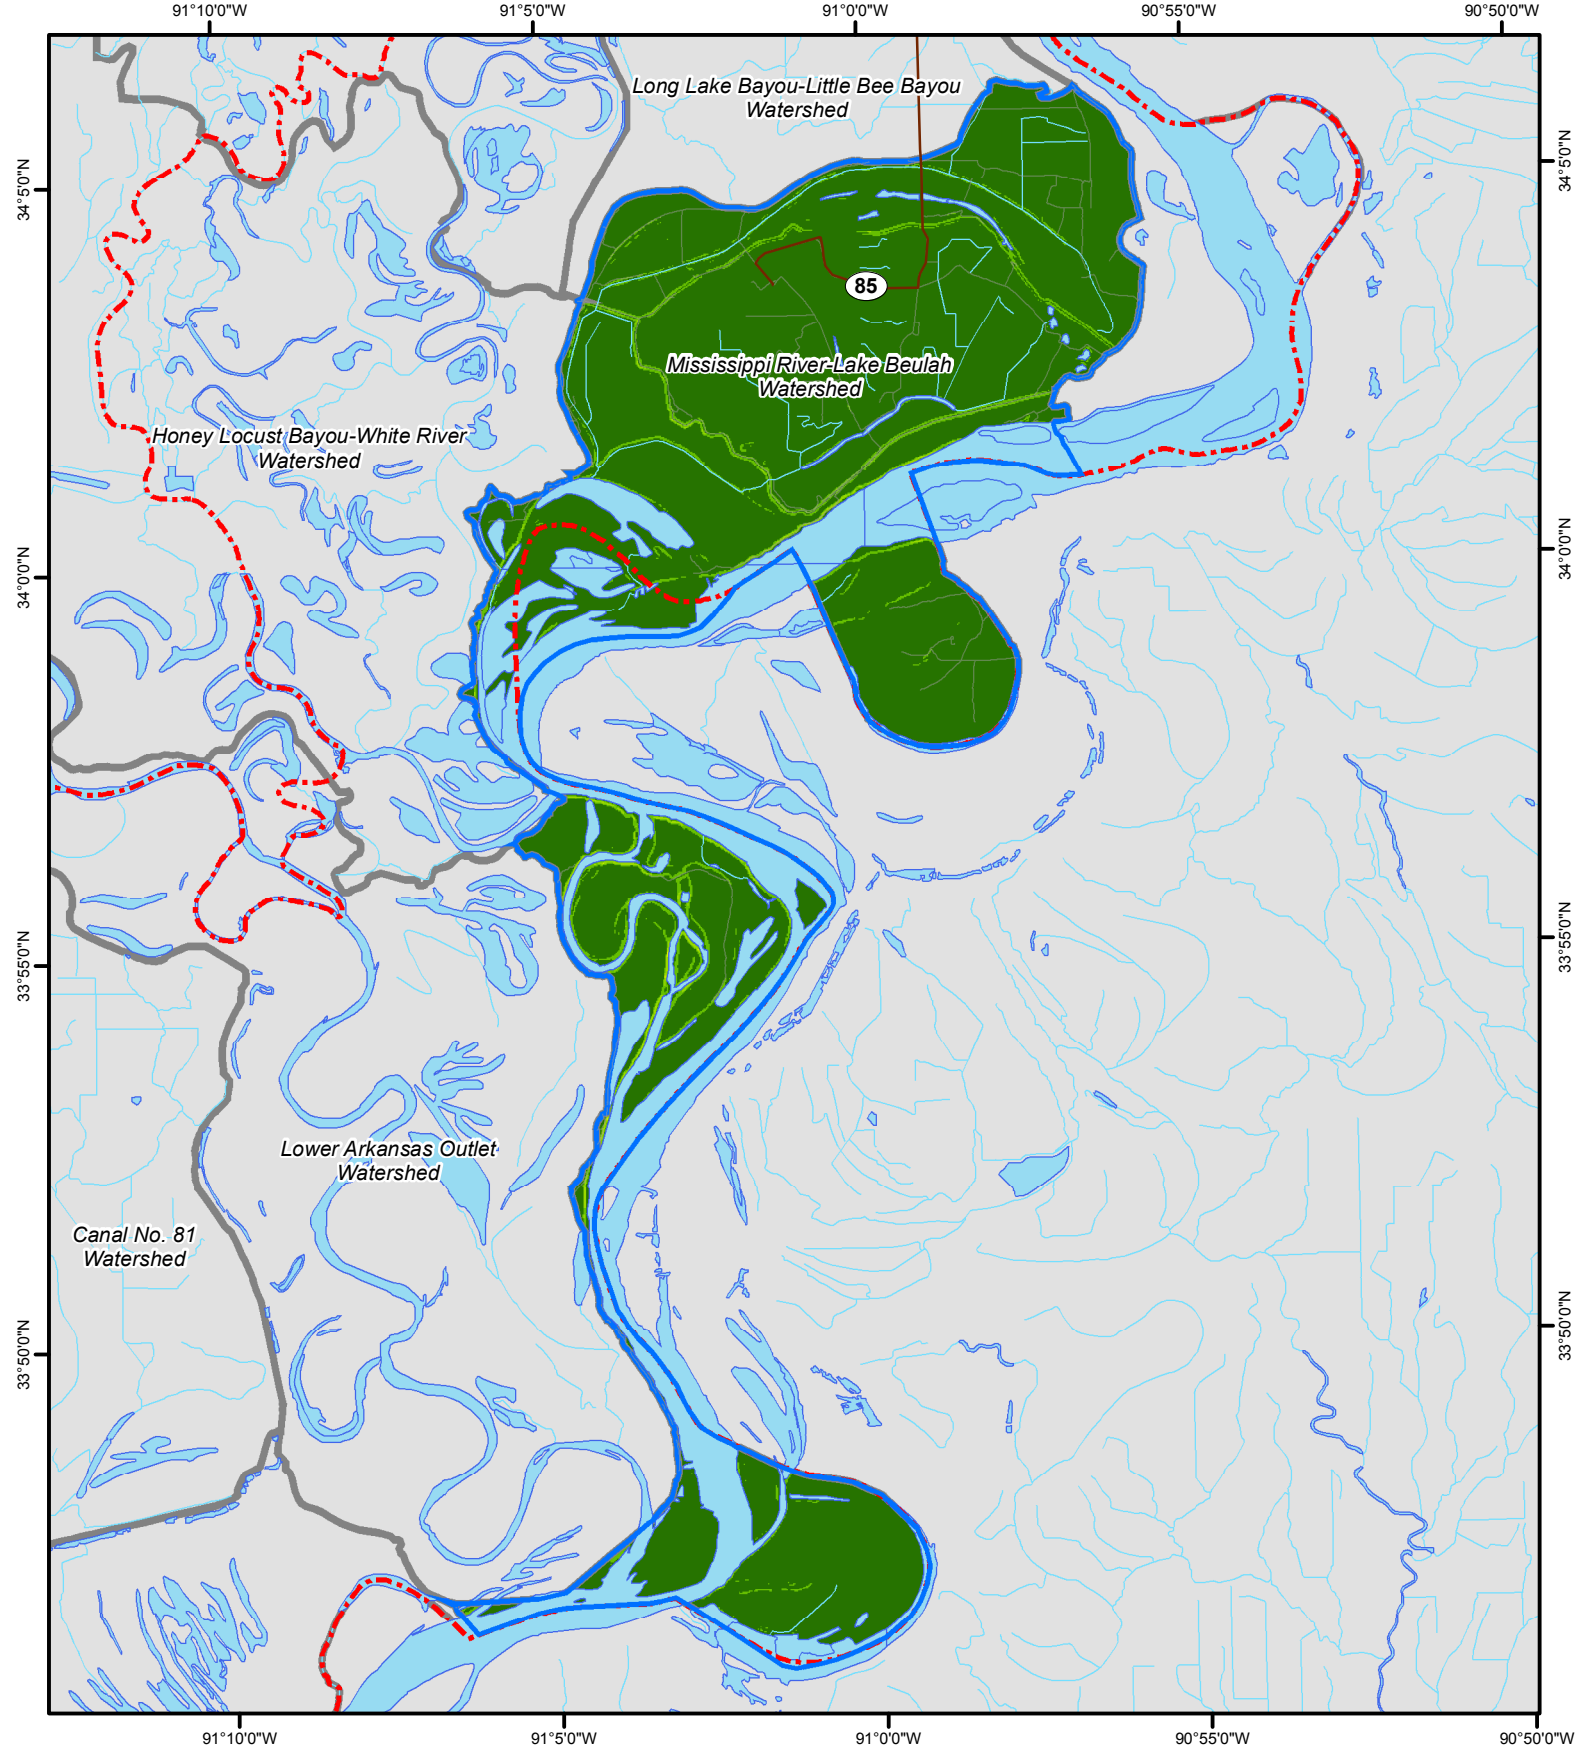 91°10'0"W
91°5'0"W
91°0'0"W
90°55'0"W
90°50'0"W
Long Lake Bayou-Little Bee Bayou
Watershed
34°5'0"N
34°5'0"N
85
Mississippi River-Lake Beulah
Watershed
Honey Locust Bayou-White River
Watershed
34°0'0"N
34°0'0"N
33°55'0"N
33°55'0"N
Lower Arkansas Outlet
Watershed
Canal No. 81
Watershed
33°50'0"N
33°50'0"N
91°10'0"W
91°5'0"W
91°0'0"W
90°55'0"W
90°50'0"W